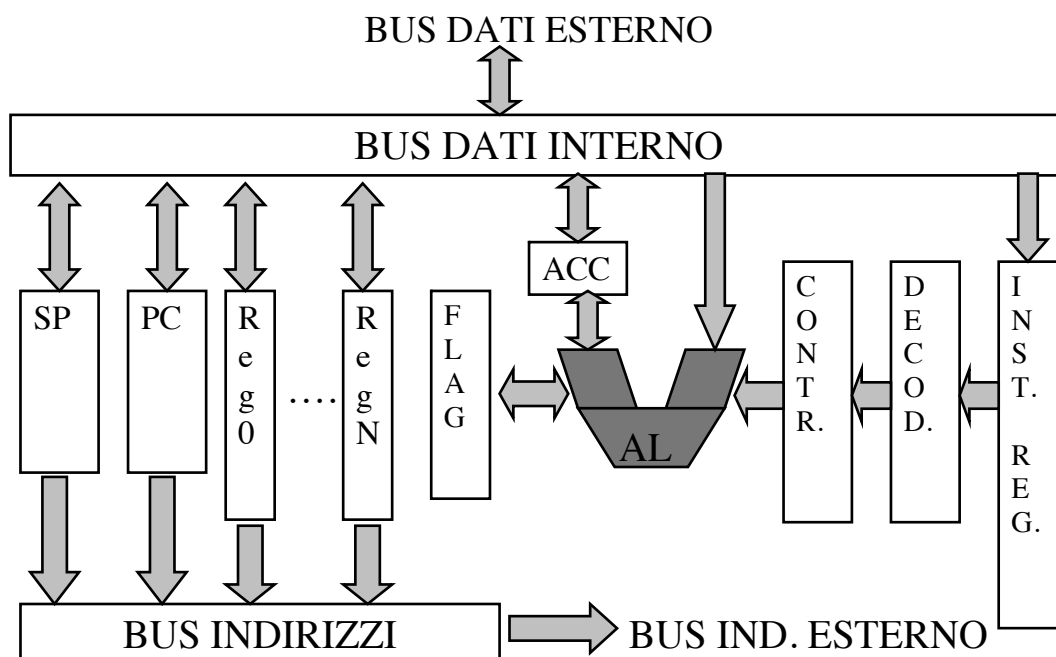 BUS DATI ESTERNO
BUS DATI INTERNO
ACC
SP
PC
Reg0
....
RegN
FLAG
AL
CONTR.
DECOD.
INST. REG.
BUS INDIRIZZI
BUS IND. ESTERNO